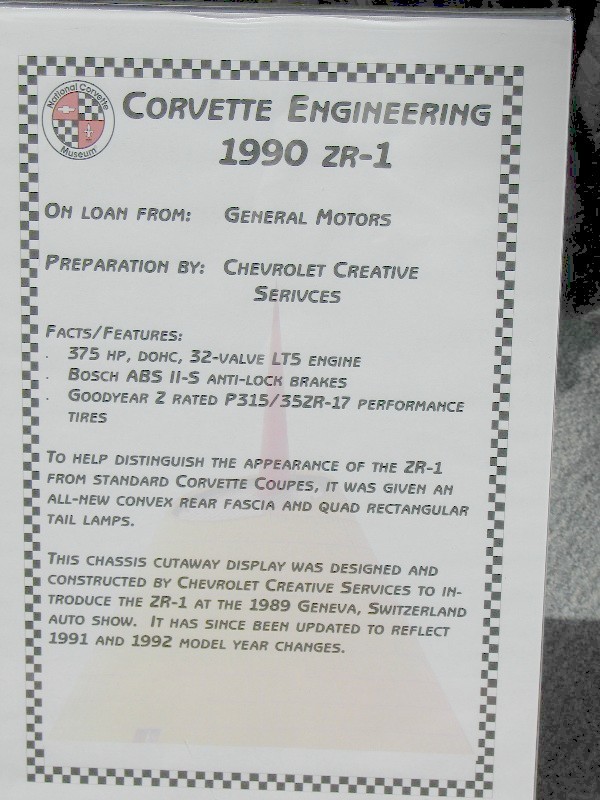 National Corvette
Museum
CORVETTE ENGINEERING
1990 ZR-1
ON LOAN FROM: GENERAL MOTORS
PREPARATION BY: CHEVROLET CREATIVE
SERIVCES
FACTS/FEATURES:
· 375 HP, DOHC, 32-VALVE LT5 ENGINE
· BOSCH ABS II-S ANTI-LOCK BRAKES
· GOODYEAR Z RATED P315/35ZR-17 PERFORMANCE
TIRES
TO HELP DISTINGUISH THE APPEARANCE OF THE ZR-1
FROM STANDARD CORVETTE COUPES, IT WAS GIVEN AN
ALL-NEW CONVEX REAR FASCIA AND QUAD RECTANGULAR
TAIL LAMPS.
THIS CHASSIS CUTAWAY DISPLAY WAS DESIGNED AND
CONSTRUCTED BY CHEVROLET CREATIVE SERVICES TO IN-
TRODUCE THE ZR-1 AT THE 1989 GENEVA, SWITZERLAND
AUTO SHOW. IT HAS SINCE BEEN UPDATED TO REFLECT
1991 AND 1992 MODEL YEAR CHANGES.